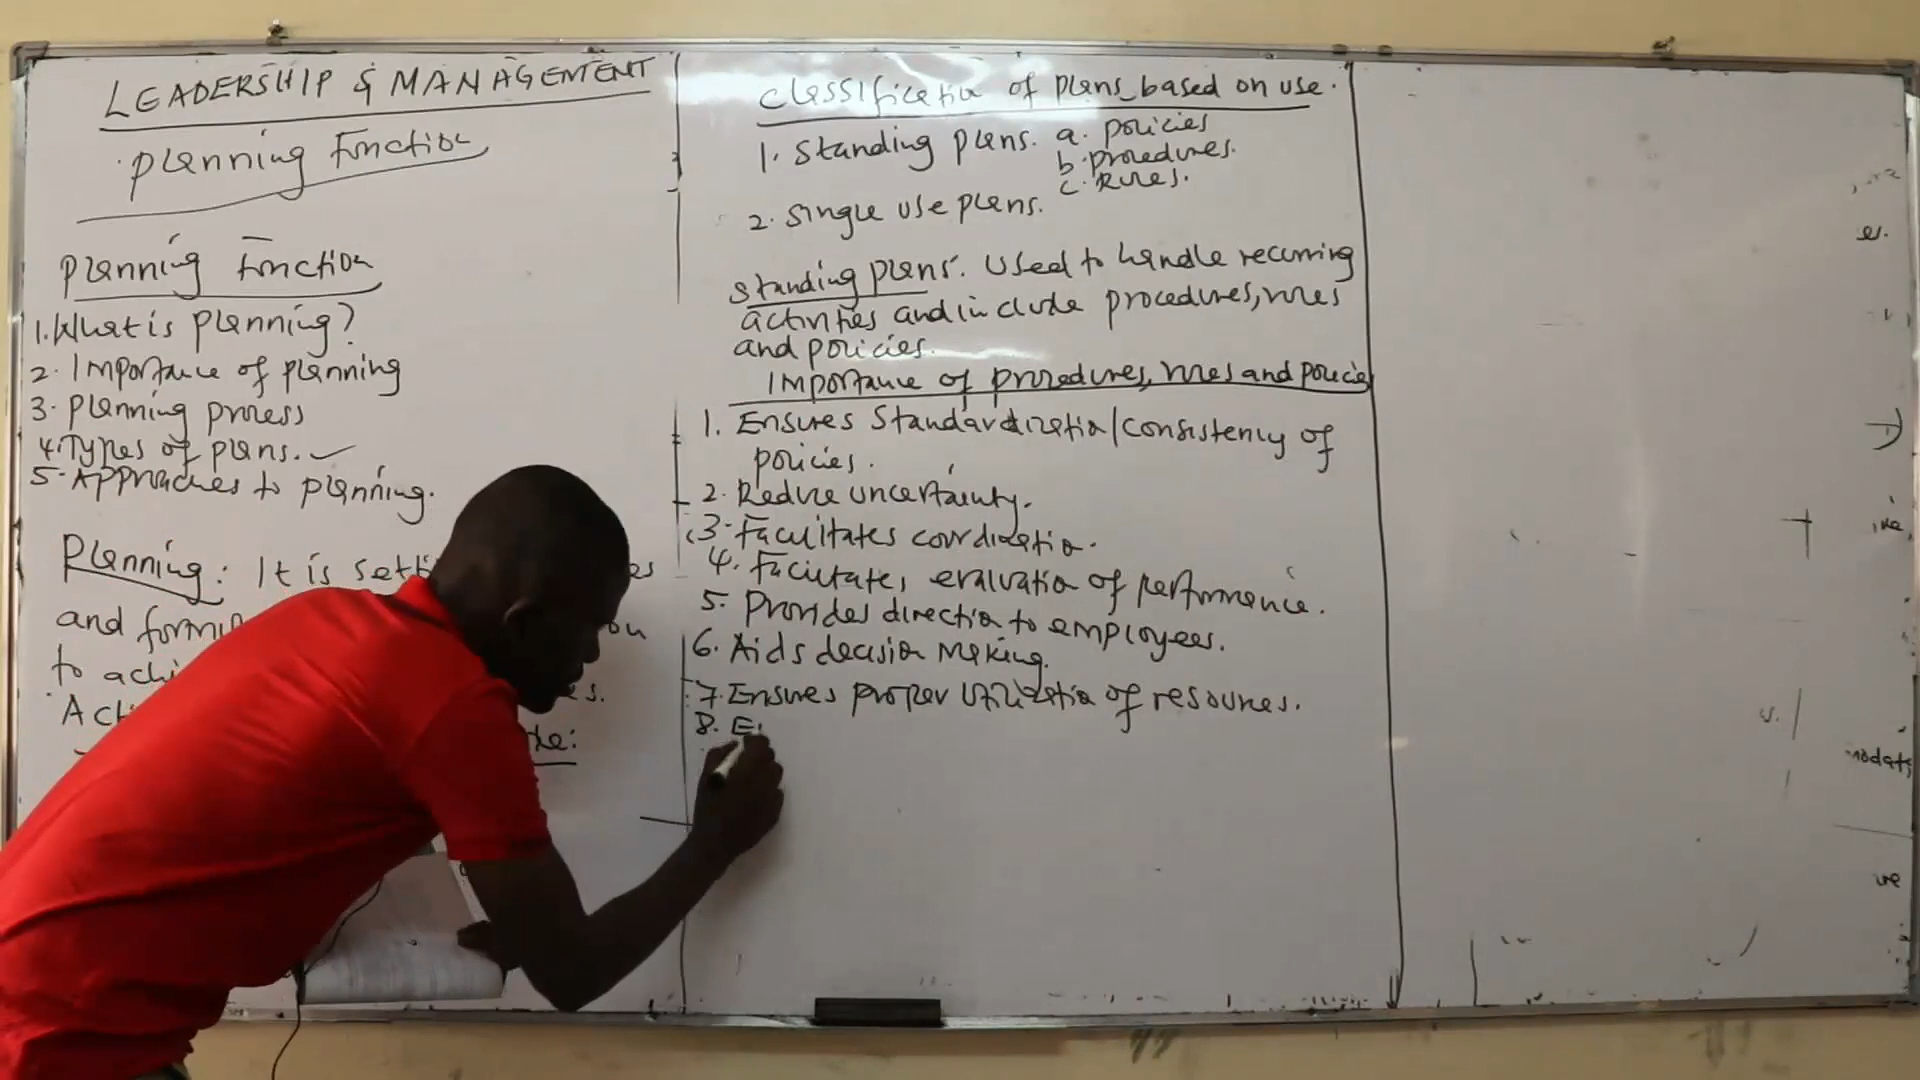 LEADERSHIP & MANAGEMENT
Planning Function
Planning Function
1. What is planning?
2. Importance of planning
3. Planning process
4. Types of plans. ✓
5. Approaches to planning.
Planning: It is
and
to
Classification of plans based on use.
1. Standing plans. a. policies
b. procedures.
c. Rules.
2. Single use plans.
Standing plans. Used to handle recurring
activities and include procedures, rules
and policies.
Importance of procedures, rules and policies
1. Ensures Standardization/consistency of
policies.
2. Reduce uncertainty.
3. Facilitates coordination.
4. Facilitates evaluation of performance.
5. Provides direction to employees.
6. Aids decision making.
7. Ensures proper utilization of resources.
8. E